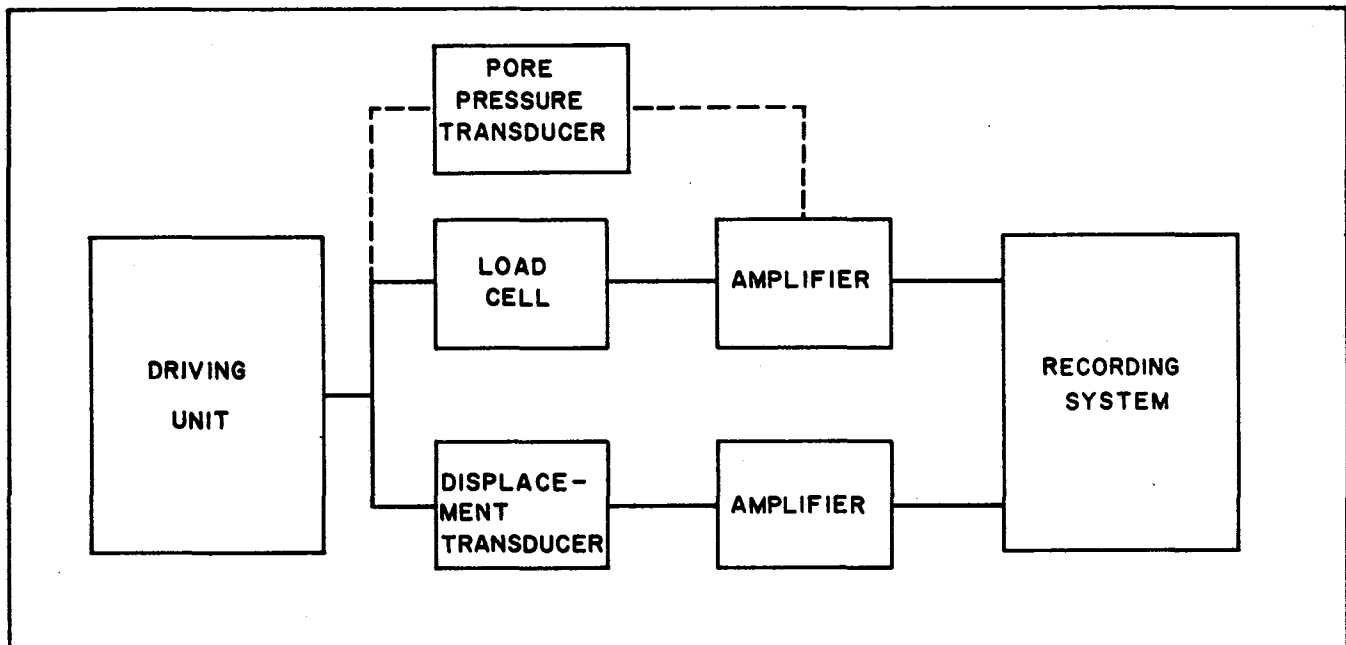 PORE
PRESSURE
TRANSDUCER
LOAD
CELL
AMPLIFIER
DRIVING
UNIT
RECORDING
SYSTEM
DISPLACE-
MENT
TRANSDUCER
AMPLIFIER